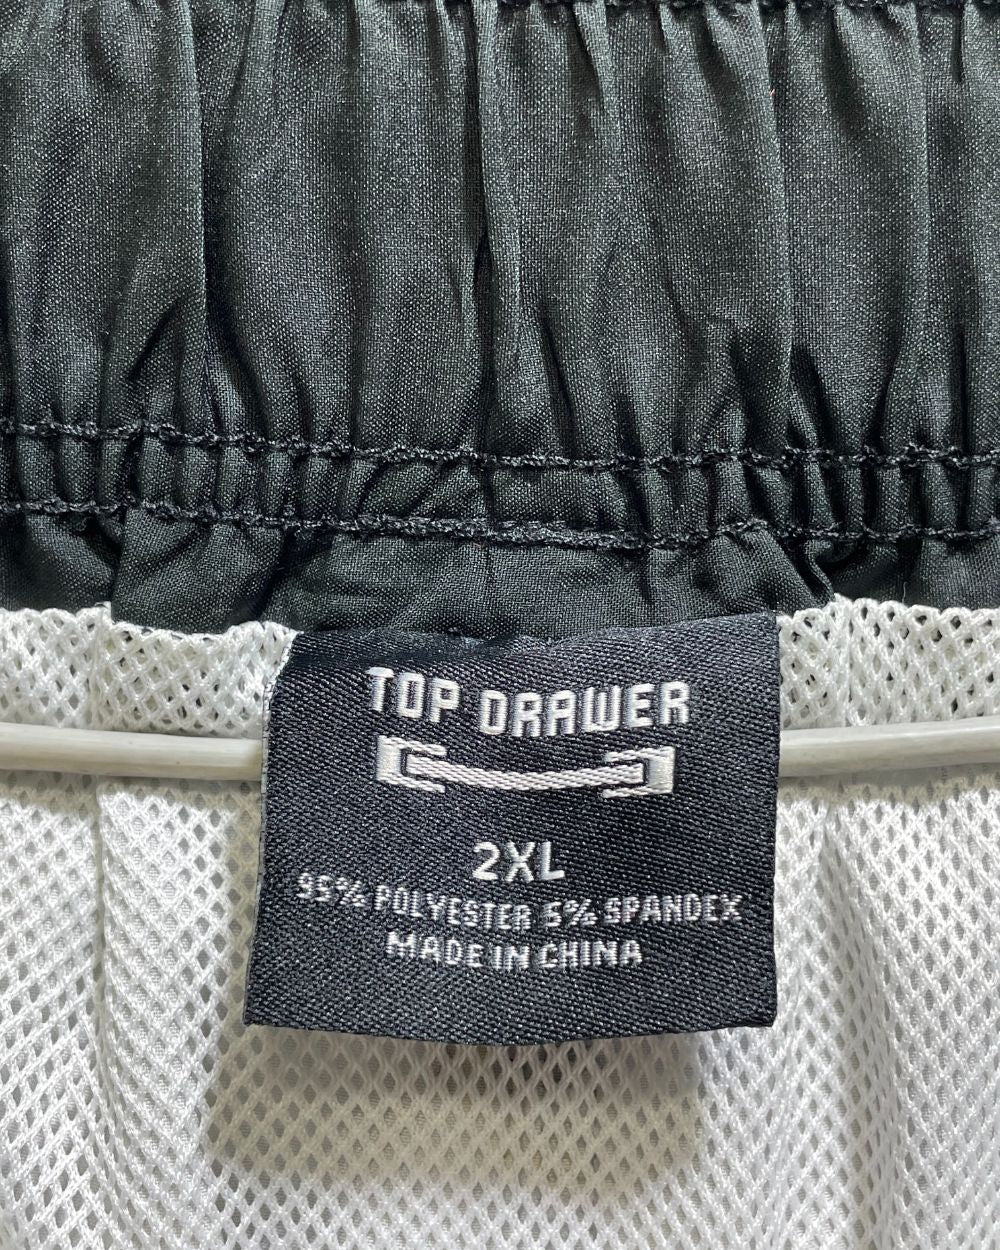 TOP DRAWER
2XL
95% POLYESTER 5% SPANDEX
MADE IN CHINA